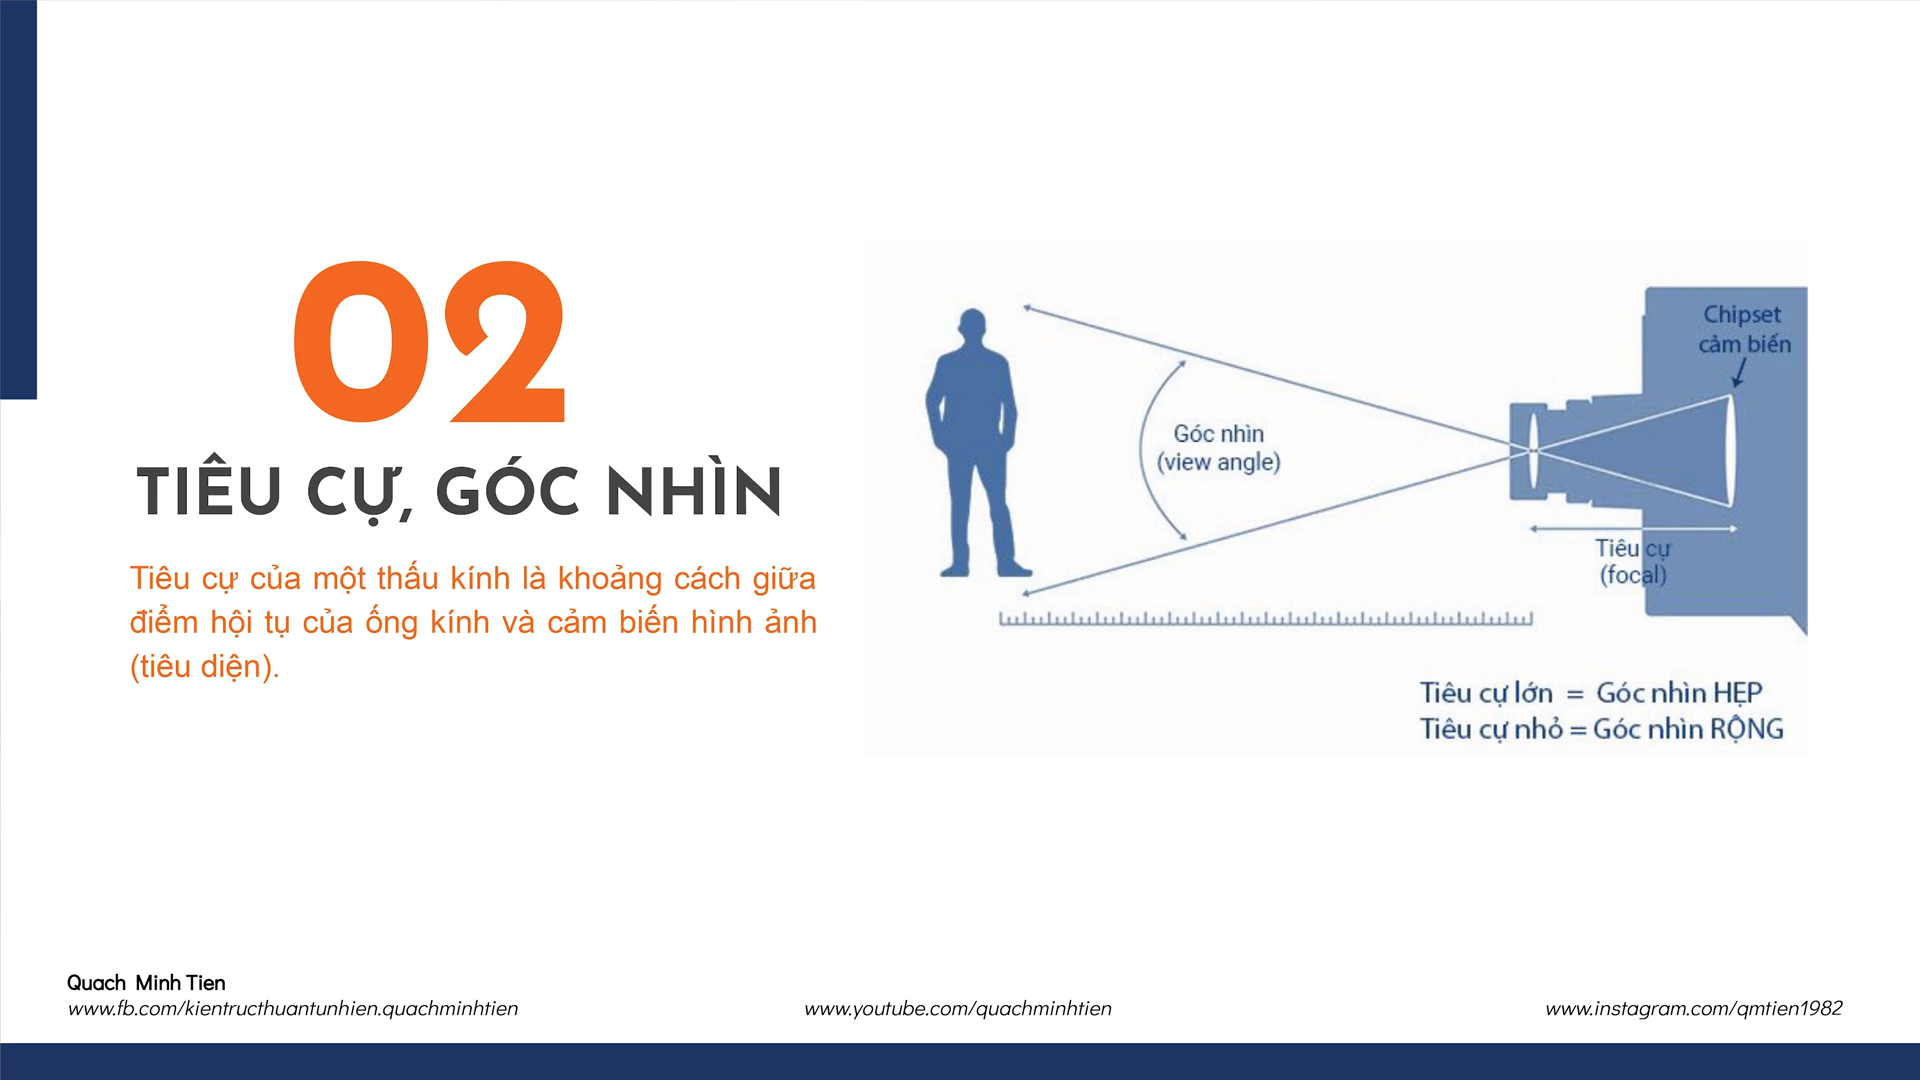 02
TIÊU CỰ, GÓC NHÌN
Tiêu cự của một thấu kính là khoảng cách giữa
điểm hội tụ của ống kính và cảm biến hình ảnh
(tiêu diện).
Chipset
cảm biến
Góc nhìn
(view angle)
Tiêu cự
(focal)
Tiêu cự lớn = Góc nhìn HẸP
Tiêu cự nhỏ = Góc nhìn RỘNG
Quach Minh Tien
www.fb.com/kientructhuantunhien.quachminhtien
www.youtube.com/quachminhtien
www.instagram.com/qmtien1982